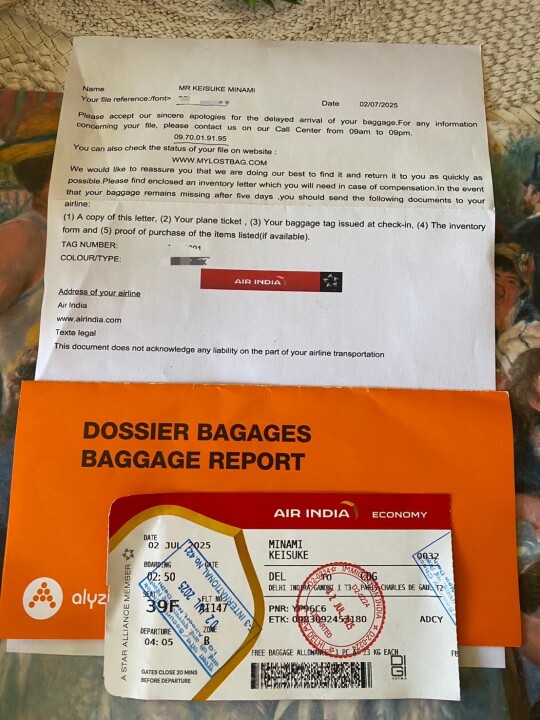 Name MR KEISUKE MINAMI
Your file reference:/font>
Date 02/07/2025
Please accept our sincere apologies for the delayed arrival of your baggage.For any information
concerning your file, please contact us on our Call Center from 09am to 09pm.
09.70.01.91.95
You can also check the status of your file on website :
WWW.MYLOSTBAG.COM
We would like to reassure you that we are doing our best to find it and return it to you as quickly as
possible.Please find enclosed an inventory letter which you will need in case of compensation.In the event
that your baggage remains missing after five days ,you should send the following documents to your
airline:
(1) A copy of this letter, (2) Your plane ticket , (3) Your baggage tag issued at check-in, (4) The inventory
form and (5) proof of purchase of the items listed(if available).
TAG NUMBER:
COLOUR/TYPE:
AIR INDIA
Address of your airline
Air India
www.airindia.com
Texte legal
This document does not acknowledge any liability on the part of your airline transportation
DOSSIER BAGAGES
BAGGAGE REPORT
AIR INDIA ECONOMY
A STAR ALLIANCE MEMBER
DATE
02 JUL 2025
BOARDING GATE
02:50
SEAT FLT NO
39F AI147
DEPARTURE ZONE
04:05 B
GATES CLOSE 20 MINS
BEFORE DEPARTURE
MINAMI
KEISUKE
0032
DEL TO CDG
PNR: YP96C6
ADCY
FREE BAGGAGE ALLOWANCE
EACH